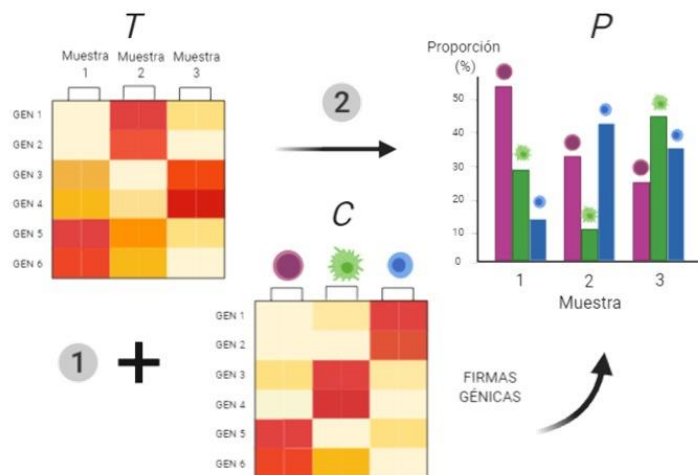 T
Muestra 1
Muestra 2
Muestra 3
GEN 1
GEN 2
GEN 3
GEN 4
GEN 5
GEN 6
2
P
Proporción
(%)
50
40
30
20
10
0
1 2 3
Muestra
C
GEN 1
GEN 2
GEN 3
GEN 4
GEN 5
GEN 6
1 +
FIRMAS
GÉNICAS